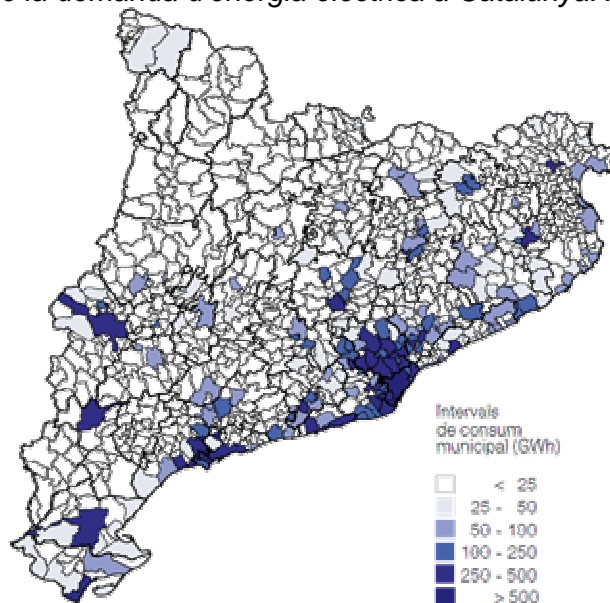 la demanda d'energia elèctrica a Catalunya.
Intervals
de consum
municipal (GWh)
< 25
25 - 50
50 - 100
100 - 250
250 - 500
> 500